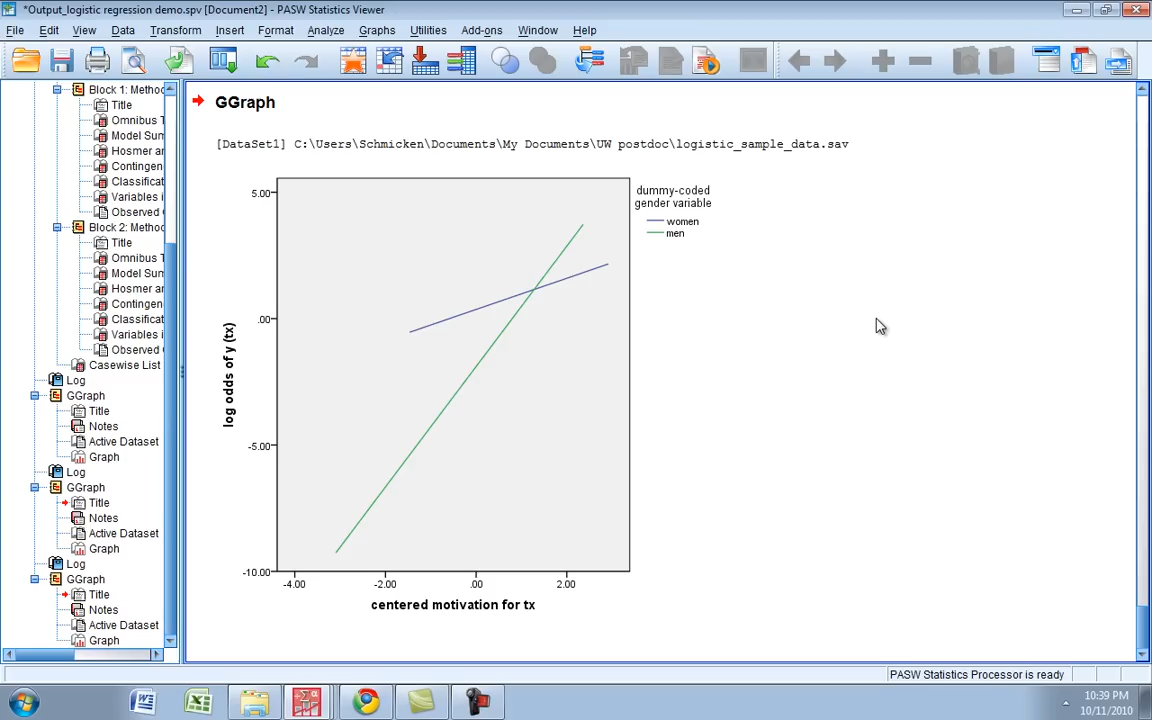 *Output_logistic regression demo.spv [Document2] - PASW Statistics Viewer
File Edit View Data Transform Insert Format Analyze Graphs Utilities Add-ons Window Help
Block 1: Method
Title
Omnibus T
Model Sum
Hosmer an
Contingen
Classificat
Variables i
Observed
Block 2: Method
Title
Omnibus T
Model Sum
Hosmer an
Contingen
Classificat
Variables i
Observed
Casewise List
Log
GGraph
Title
Notes
Active Dataset
Graph
Log
GGraph
Title
Notes
Active Dataset
Graph
Log
GGraph
Title
Notes
Active Dataset
Graph
GGraph
[DataSet1] C:\Users\Schmicken\Documents\My Documents\UW postdoc\logistic_sample_data.sav
dummy-coded
gender variable
women
men
log odds of y (tx)
5.00
.00
-5.00
-10.00
-4.00 -2.00 .00 2.00
centered motivation for tx
PASW Statistics Processor is ready
10:39 PM
10/11/2010